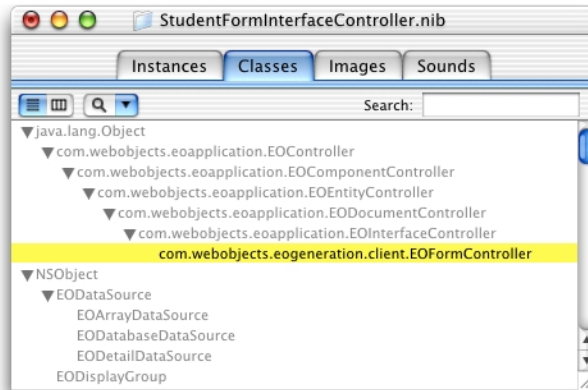 StudentFormInterfaceController.nib
Instances Classes Images Sounds
Search:
java.lang.Object
com.webobjects.eoapplication.EOController
com.webobjects.eoapplication.EOComponentController
com.webobjects.eoapplication.EOEntityController
com.webobjects.eoapplication.EODocumentController
com.webobjects.eoapplication.EOInterfaceController
com.webobjects.eogeneration.client.EOFormController
NSObject
EODataSource
EOArrayDataSource
EODatabaseDataSource
EODetailDataSource
EODisplayGroup